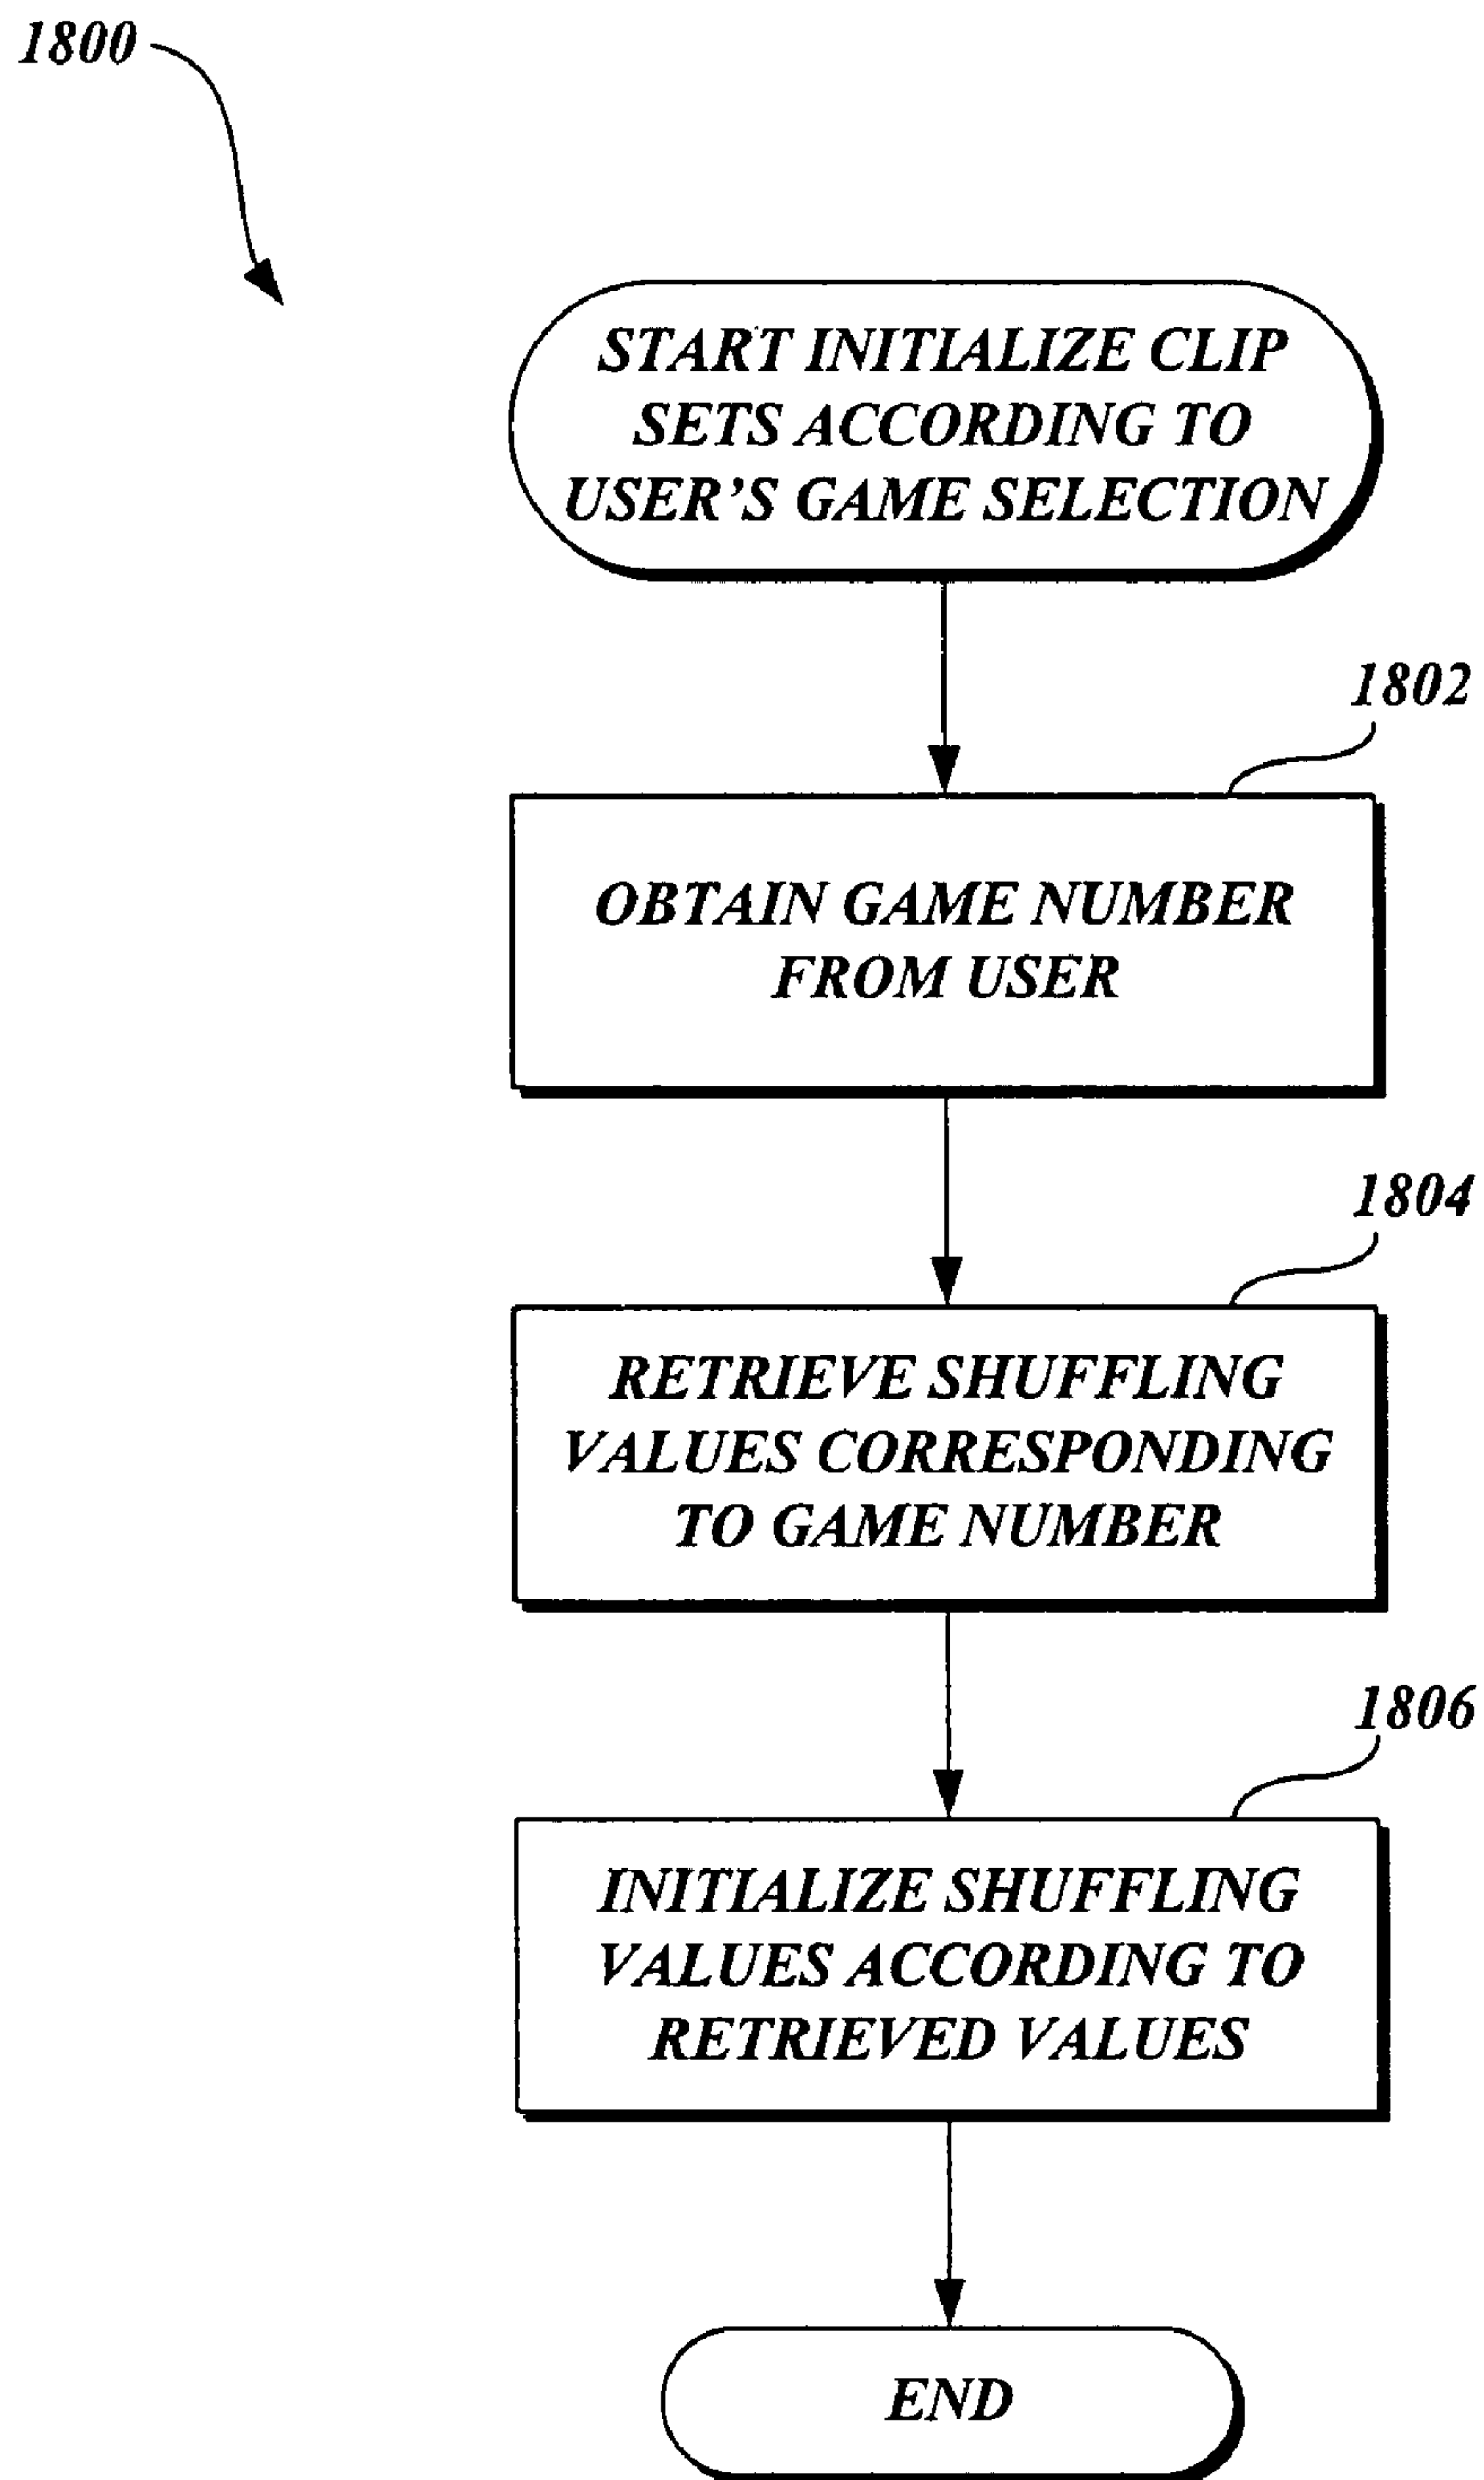 1800
START INITIALIZE CLIP
SETS ACCORDING TO
USER'S GAME SELECTION
1802
OBTAIN GAME NUMBER
FROM USER
1804
RETRIEVE SHUFFLING
VALUES CORRESPONDING
TO GAME NUMBER
1806
INITIALIZE SHUFFLING
VALUES ACCORDING TO
RETRIEVED VALUES
END